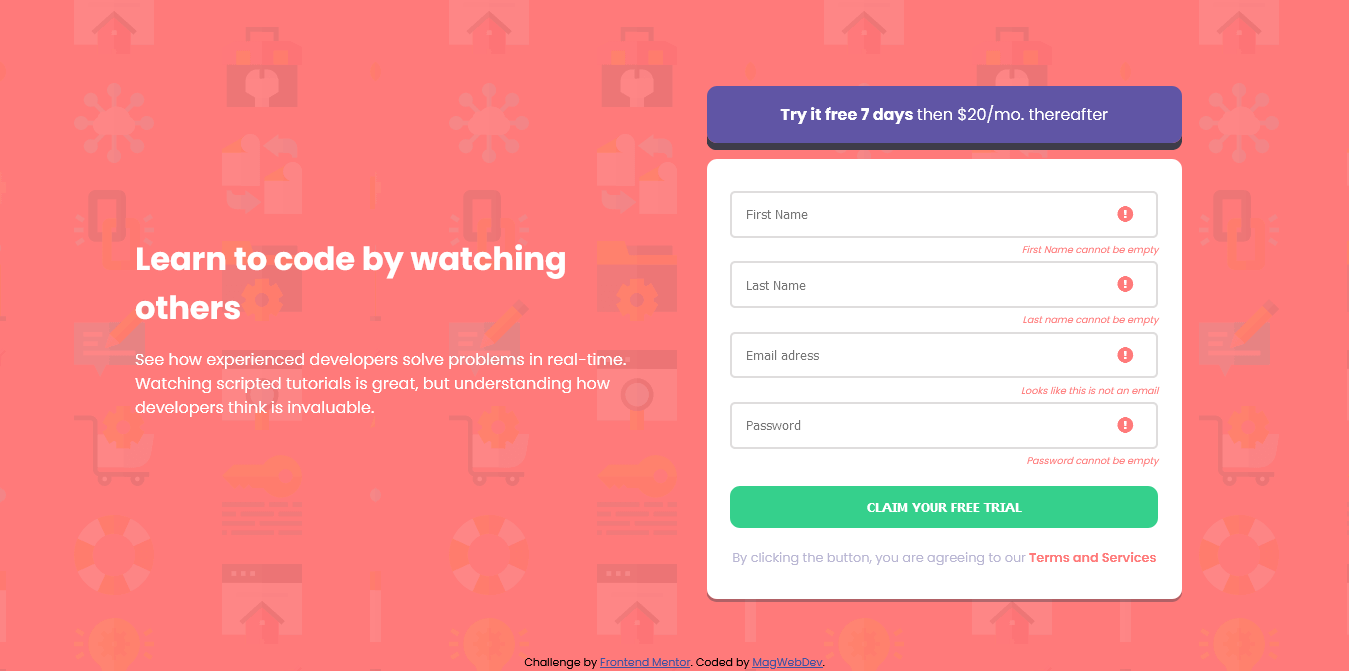 Learn to code by watching
others
See how experienced developers solve problems in real-time.
Watching scripted tutorials is great, but understanding how
developers think is invaluable.
Try it free 7 days then $20/mo. thereafter
First Name
First Name cannot be empty
Last Name
Last name cannot be empty
Email adress
Looks like this is not an email
Password
Password cannot be empty
CLAIM YOUR FREE TRIAL
By clicking the button, you are agreeing to our Terms and Services
Challenge by Frontend Mentor. Coded by MagWebDev.